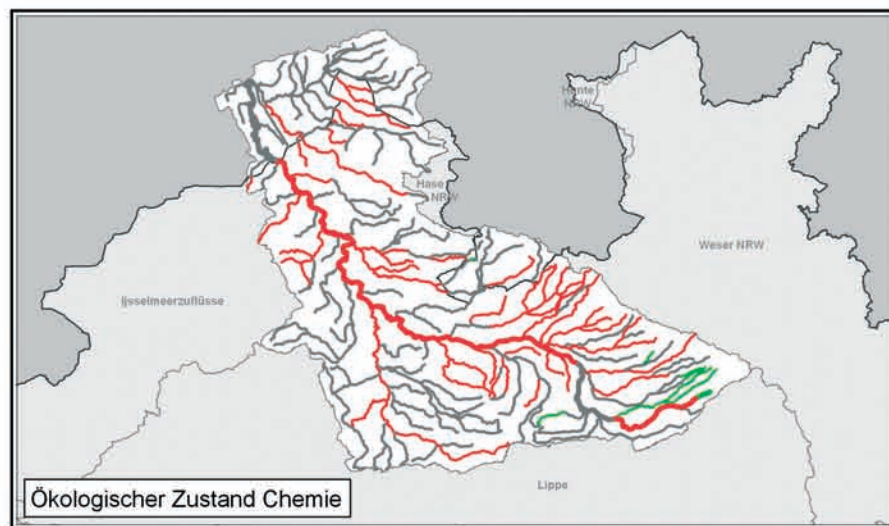 Hunte
NRW
Hase
NRW
Weser NRW
Ijsselmeerzuflüsse
Lippe
Ökologischer Zustand Chemie